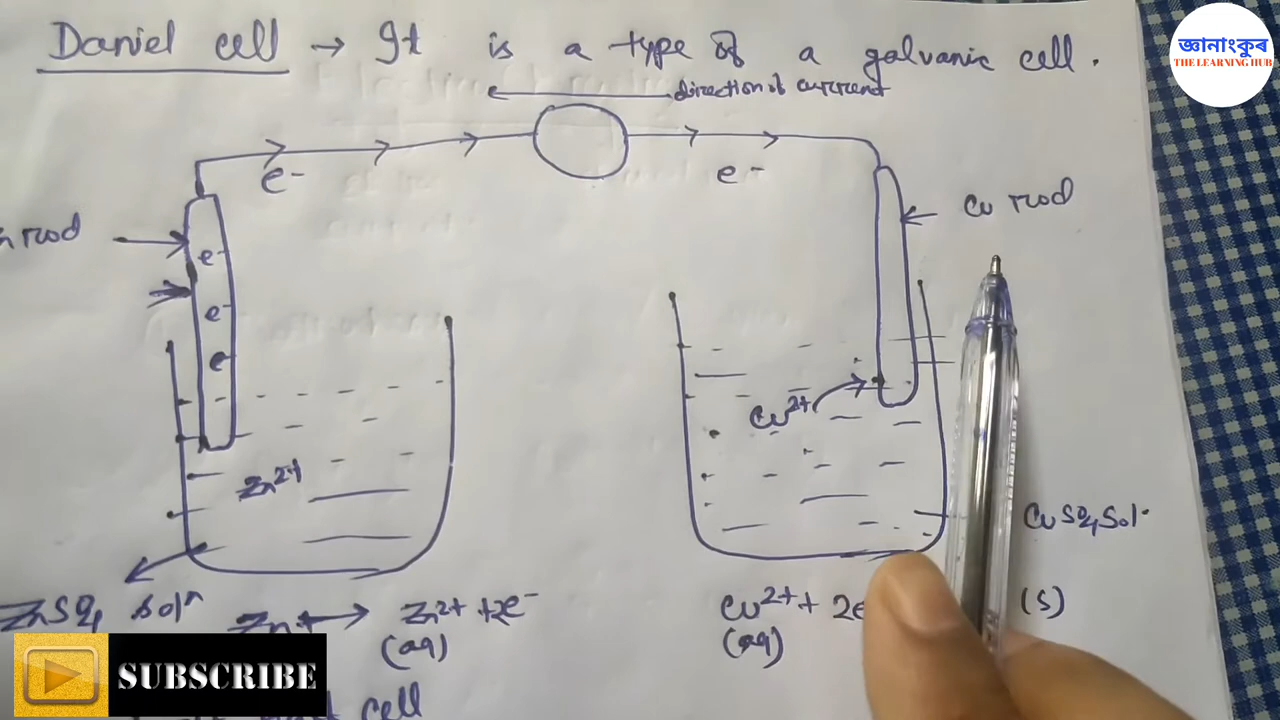 Daniel cell → It is a type of a galvanic cell.
জ্ঞানাংকুৰ
THE LEARNING HUB
direction of current
e- e-
n rod
Cu rod
e-
e-
e
Cu2+
Zn2+
CuSO4 Sol.
ZnSO4 soln
Zn → Zn2+ + 2e-
(aq)
Cu2+ + 2e (s)
(aq)
SUBSCRIBE
cell